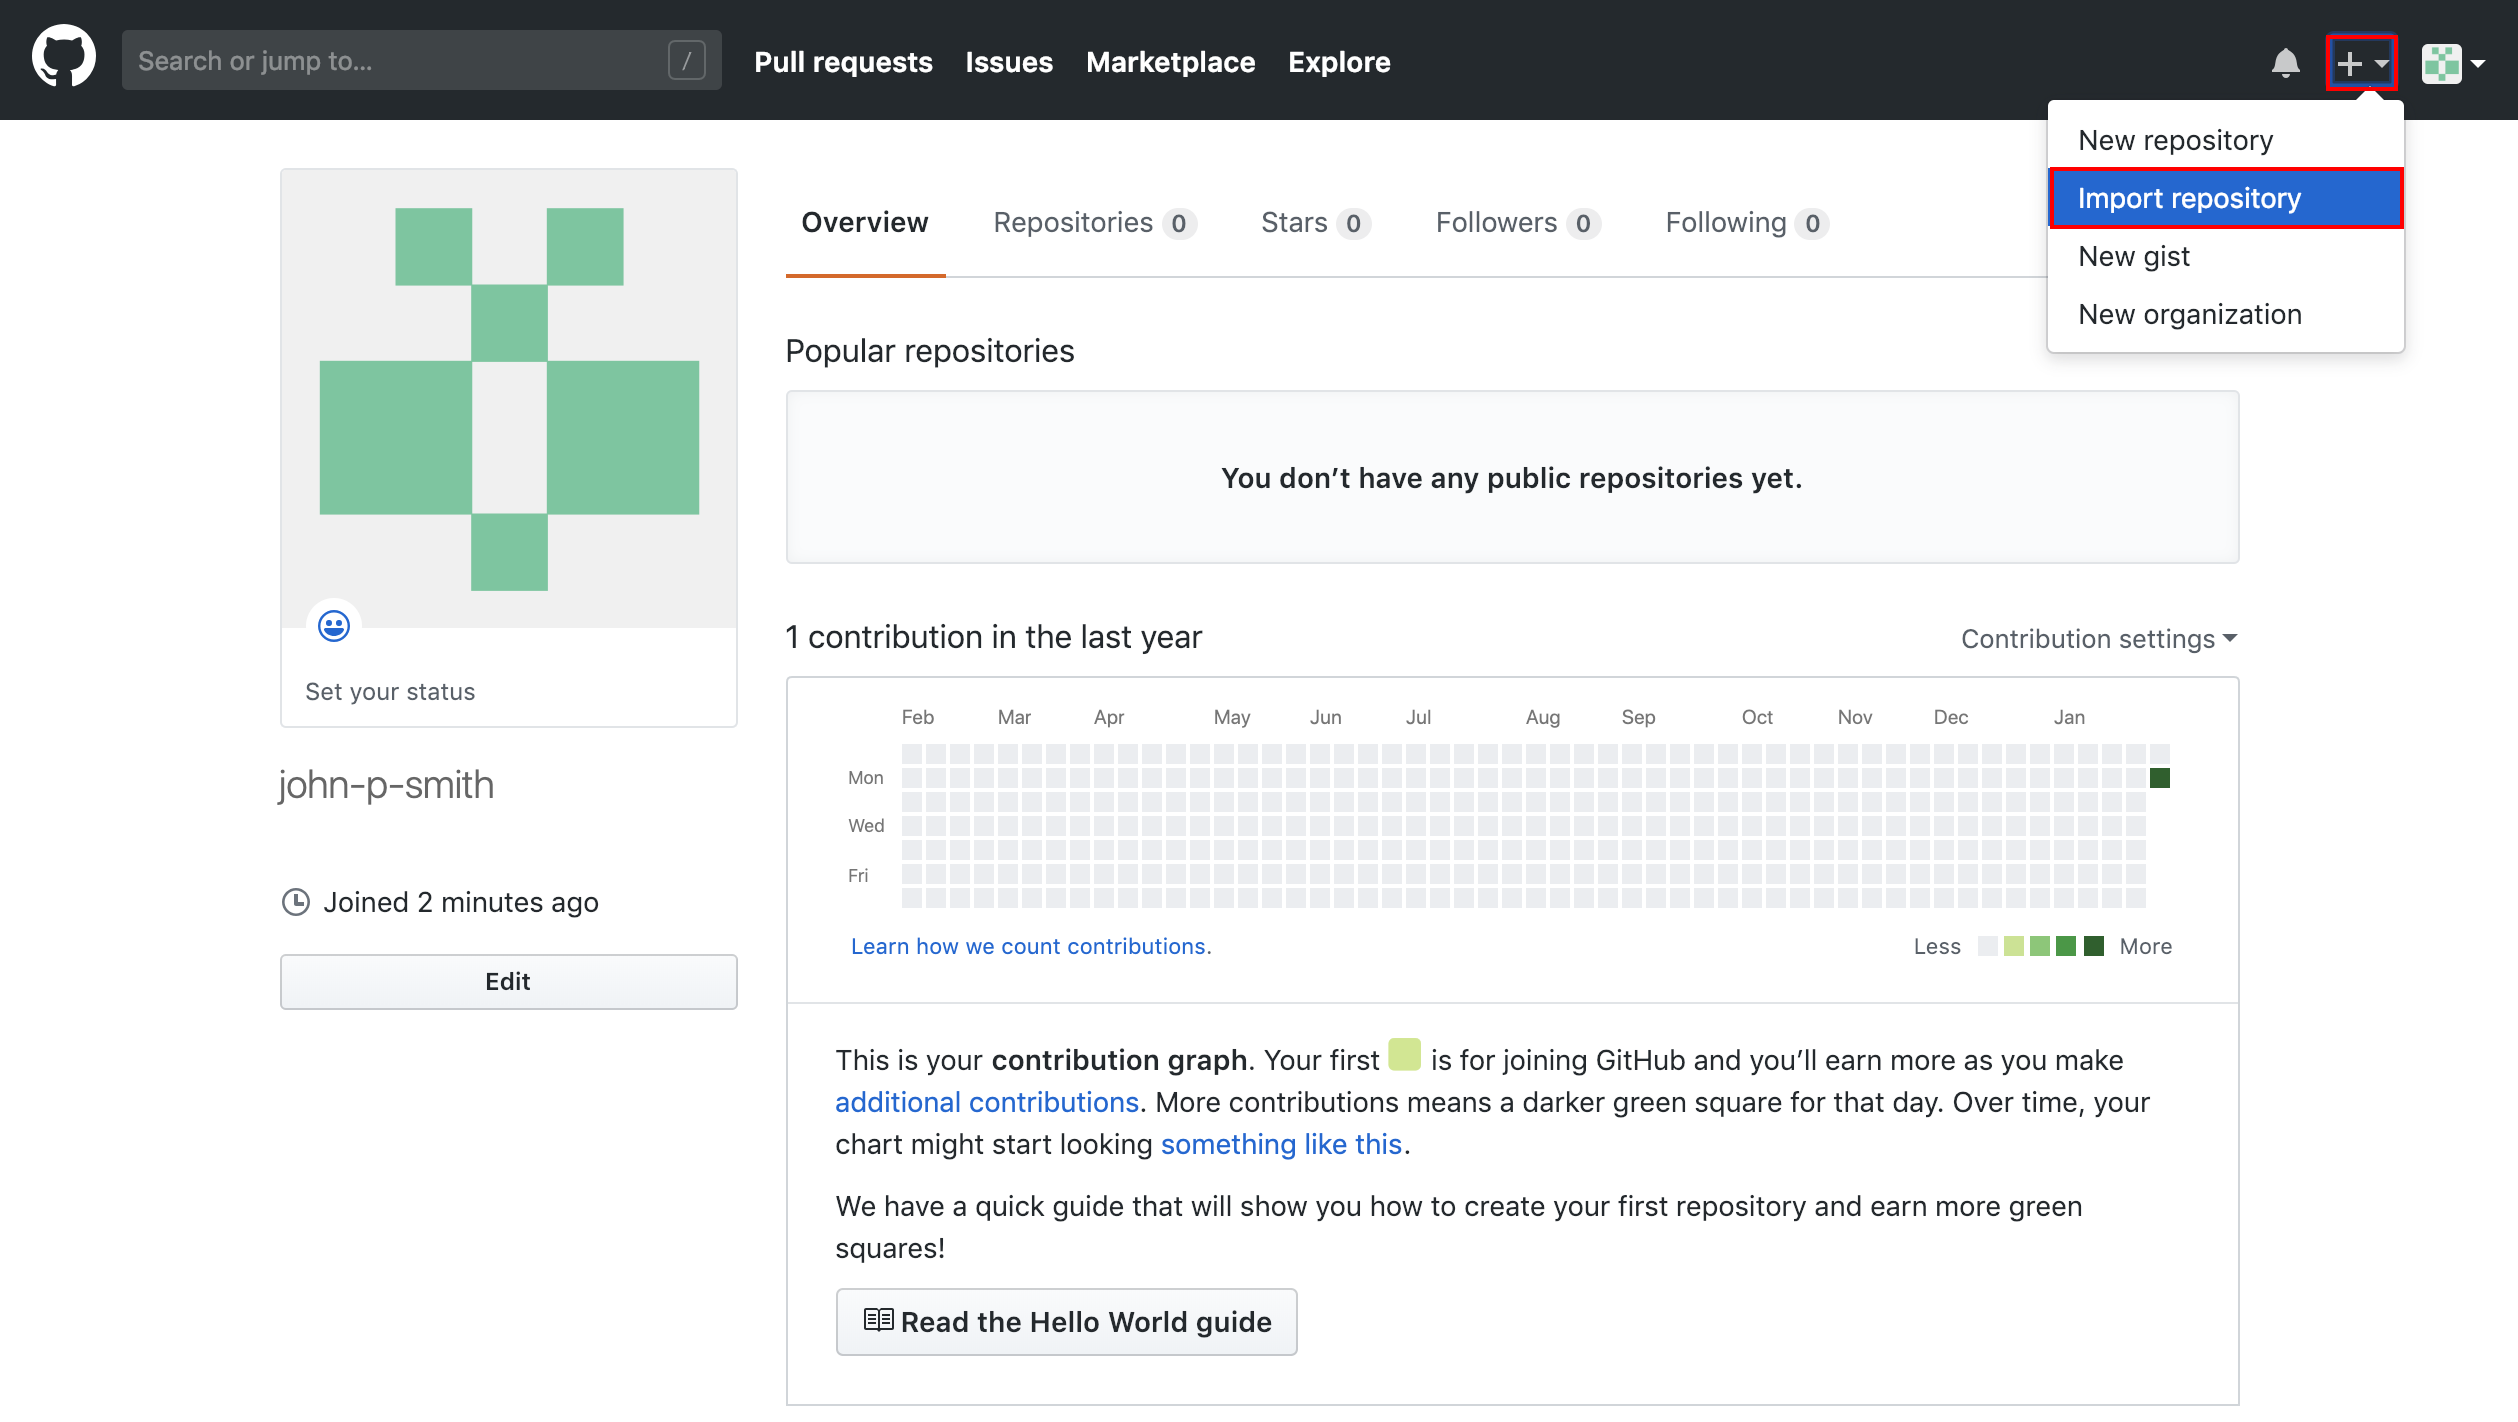 Search or jump to...
/
Pull requests
Issues
Marketplace
Explore
New repository
Import repository
New gist
New organization
Overview
Repositories 0
Stars 0
Followers 0
Following 0
Popular repositories
You don’t have any public repositories yet.
Set your status
john-p-smith
Joined 2 minutes ago
Edit
1 contribution in the last year
Contribution settings
Feb Mar Apr May Jun Jul Aug Sep Oct Nov Dec Jan
Mon
Wed
Fri
Learn how we count contributions.
Less More
This is your contribution graph. Your first is for joining GitHub and you’ll earn more as you make
additional contributions. More contributions means a darker green square for that day. Over time, your
chart might start looking something like this.
We have a quick guide that will show you how to create your first repository and earn more green
squares!
Read the Hello World guide